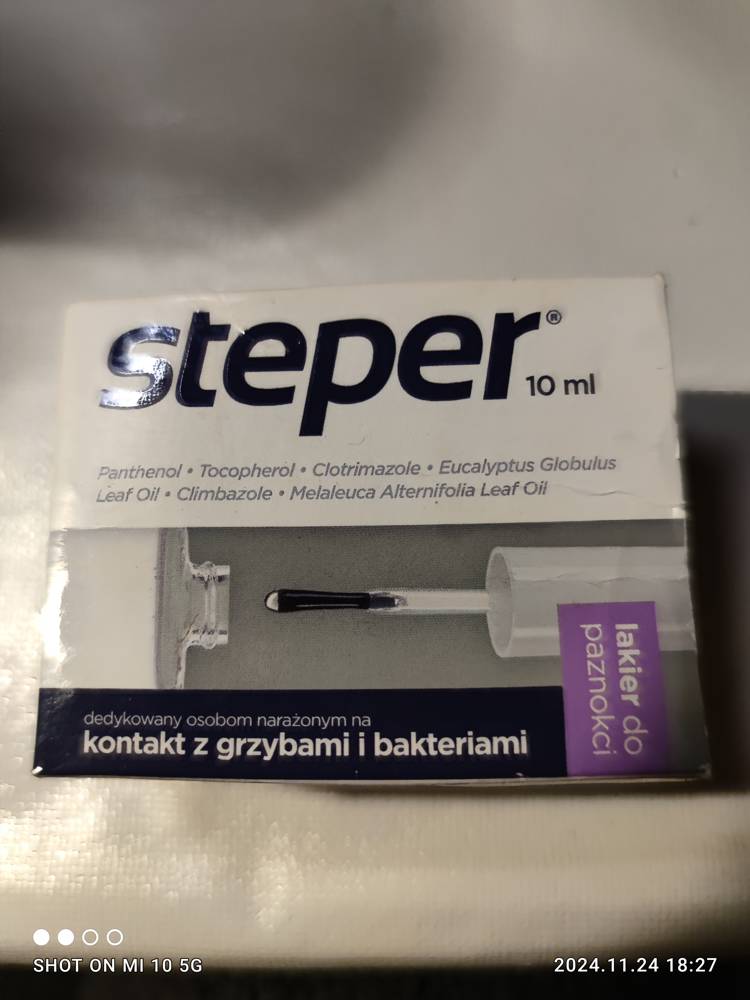 steper®
10 ml
Panthenol • Tocopherol • Clotrimazole • Eucalyptus Globulus
Leaf Oil • Climbazole • Melaleuca Alternifolia Leaf Oil
lakier do
paznokci
dedykowany osobom narażonym na
kontakt z grzybami i bakteriami
SHOT ON MI 10 5G
2024.11.24 18:27